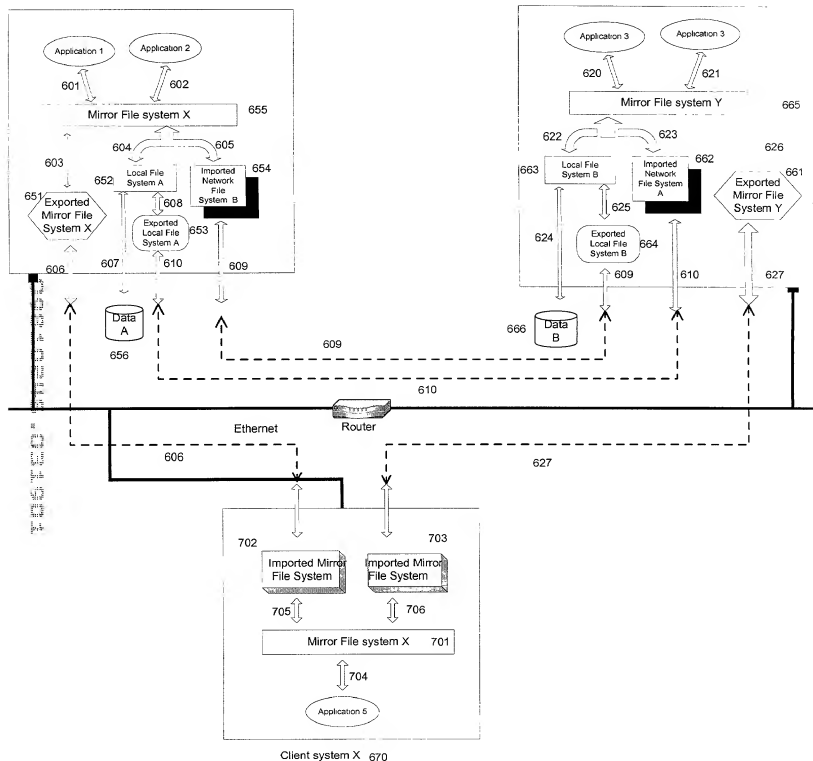 Application 1
Application 2
601
602
Mirror File system X
655
603
604
605
651
652
Local File
System A
Imported
Network
File
System B
654
Exported
Mirror File
System X
608
Exported
Local File
System A
653
606
607
610
609
Data
A
656
Application 3
Application 3
620
621
Mirror File system Y
665
622
623
626
663
Local File
System B
Imported
Network
File System
A
662
661
Exported
Mirror File
System Y
625
624
Exported
Local File
System B
664
609
610
627
666
Data
B
609
610
Ethernet
Router
606
627
702
703
Imported Mirror
File System
Imported Mirror
File System
705
706
Mirror File system X
701
704
Application 5
Client system X 670